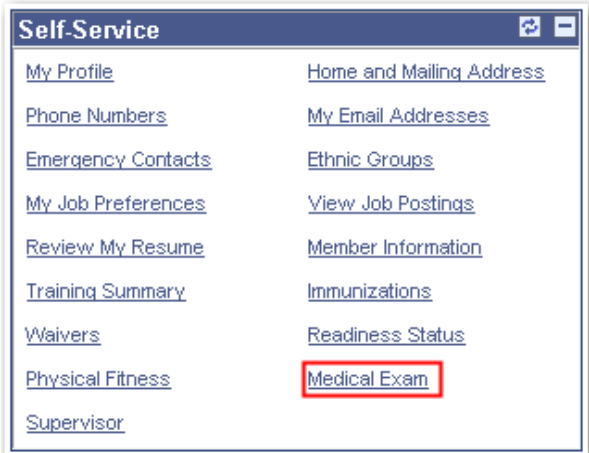 Self-Service
My Profile Home and Mailing Address
Phone Numbers My Email Addresses
Emergency Contacts Ethnic Groups
My Job Preferences View Job Postings
Review My Resume Member Information
Training Summary Immunizations
Waivers Readiness Status
Physical Fitness Medical Exam
Supervisor